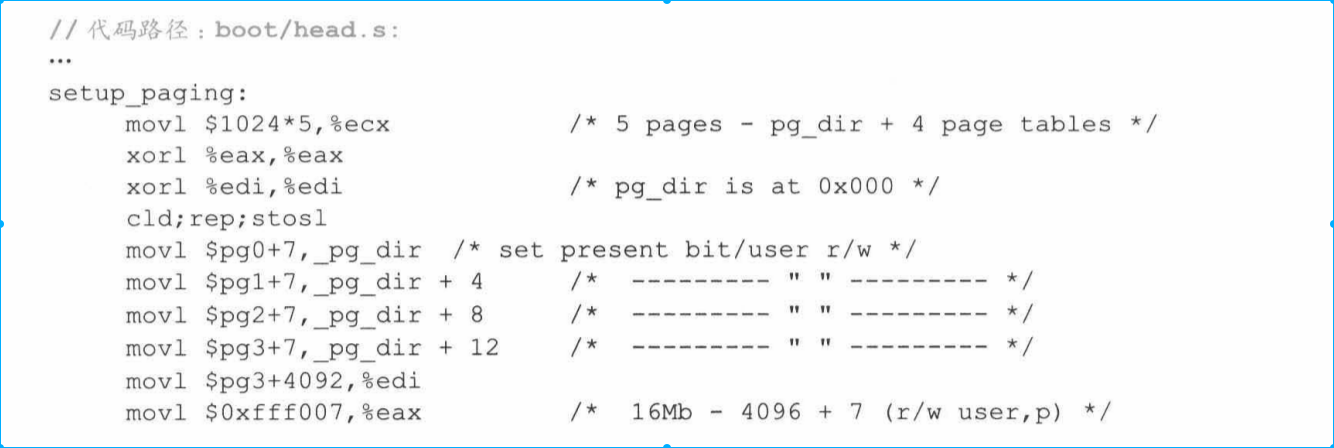 // 代码路径：boot/head.s:
…
setup_paging:
movl $1024*5,%ecx /* 5 pages - pg_dir + 4 page tables */
xorl %eax,%eax
xorl %edi,%edi /* pg_dir is at 0x000 */
cld;rep;stosl
movl $pg0+7,_pg_dir /* set present bit/user r/w */
movl $pg1+7,_pg_dir + 4 /* --------- " " --------- */
movl $pg2+7,_pg_dir + 8 /* --------- " " --------- */
movl $pg3+7,_pg_dir + 12 /* --------- " " --------- */
movl $pg3+4092,%edi
movl $0xfff007,%eax /* 16Mb - 4096 + 7 (r/w user,p) */